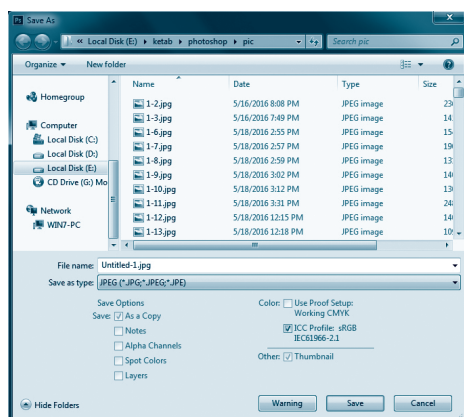 Ps Save As
« Local Disk (E:) ▸ ketab ▸ photoshop ▸ pic
Search pic
Organize ▾ New folder
Name Date Type Size
Homegroup
Computer
Local Disk (C:)
Local Disk (D:)
Local Disk (E:)
CD Drive (G:) Mo
Network
WIN7-PC
1-2.jpg 5/16/2016 8:08 PM JPEG image
1-3.jpg 5/16/2016 7:49 PM JPEG image
1-6.jpg 5/18/2016 2:55 PM JPEG image
1-7.jpg 5/18/2016 2:57 PM JPEG image
1-8.jpg 5/18/2016 2:59 PM JPEG image
1-9.jpg 5/18/2016 3:02 PM JPEG image
1-10.jpg 5/18/2016 3:12 PM JPEG image
1-11.jpg 5/18/2016 3:31 PM JPEG image
1-12.jpg 5/18/2016 12:15 PM JPEG image
1-13.jpg 5/18/2016 12:18 PM JPEG image
File name: Untitled-1.jpg
Save as type: JPEG (*.JPG;*.JPEG;*.JPE)
Save Options
Save: As a Copy
Notes
Alpha Channels
Spot Colors
Layers
Color: Use Proof Setup:
Working CMYK
ICC Profile: sRGB
IEC61966-2.1
Other: Thumbnail
Hide Folders
Warning Save Cancel